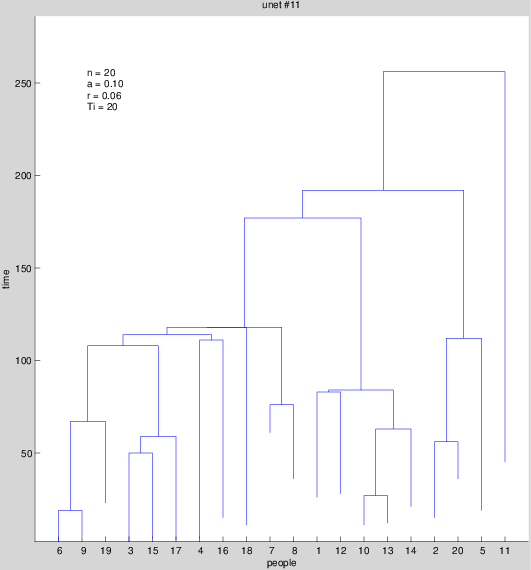 unet #11
n = 20
a = 0.10
r = 0.06
Ti = 20
250
200
150
100
50
time
6 9 19 3 15 17 4 16 18 7 8 1 12 10 13 14 2 20 5 11
people